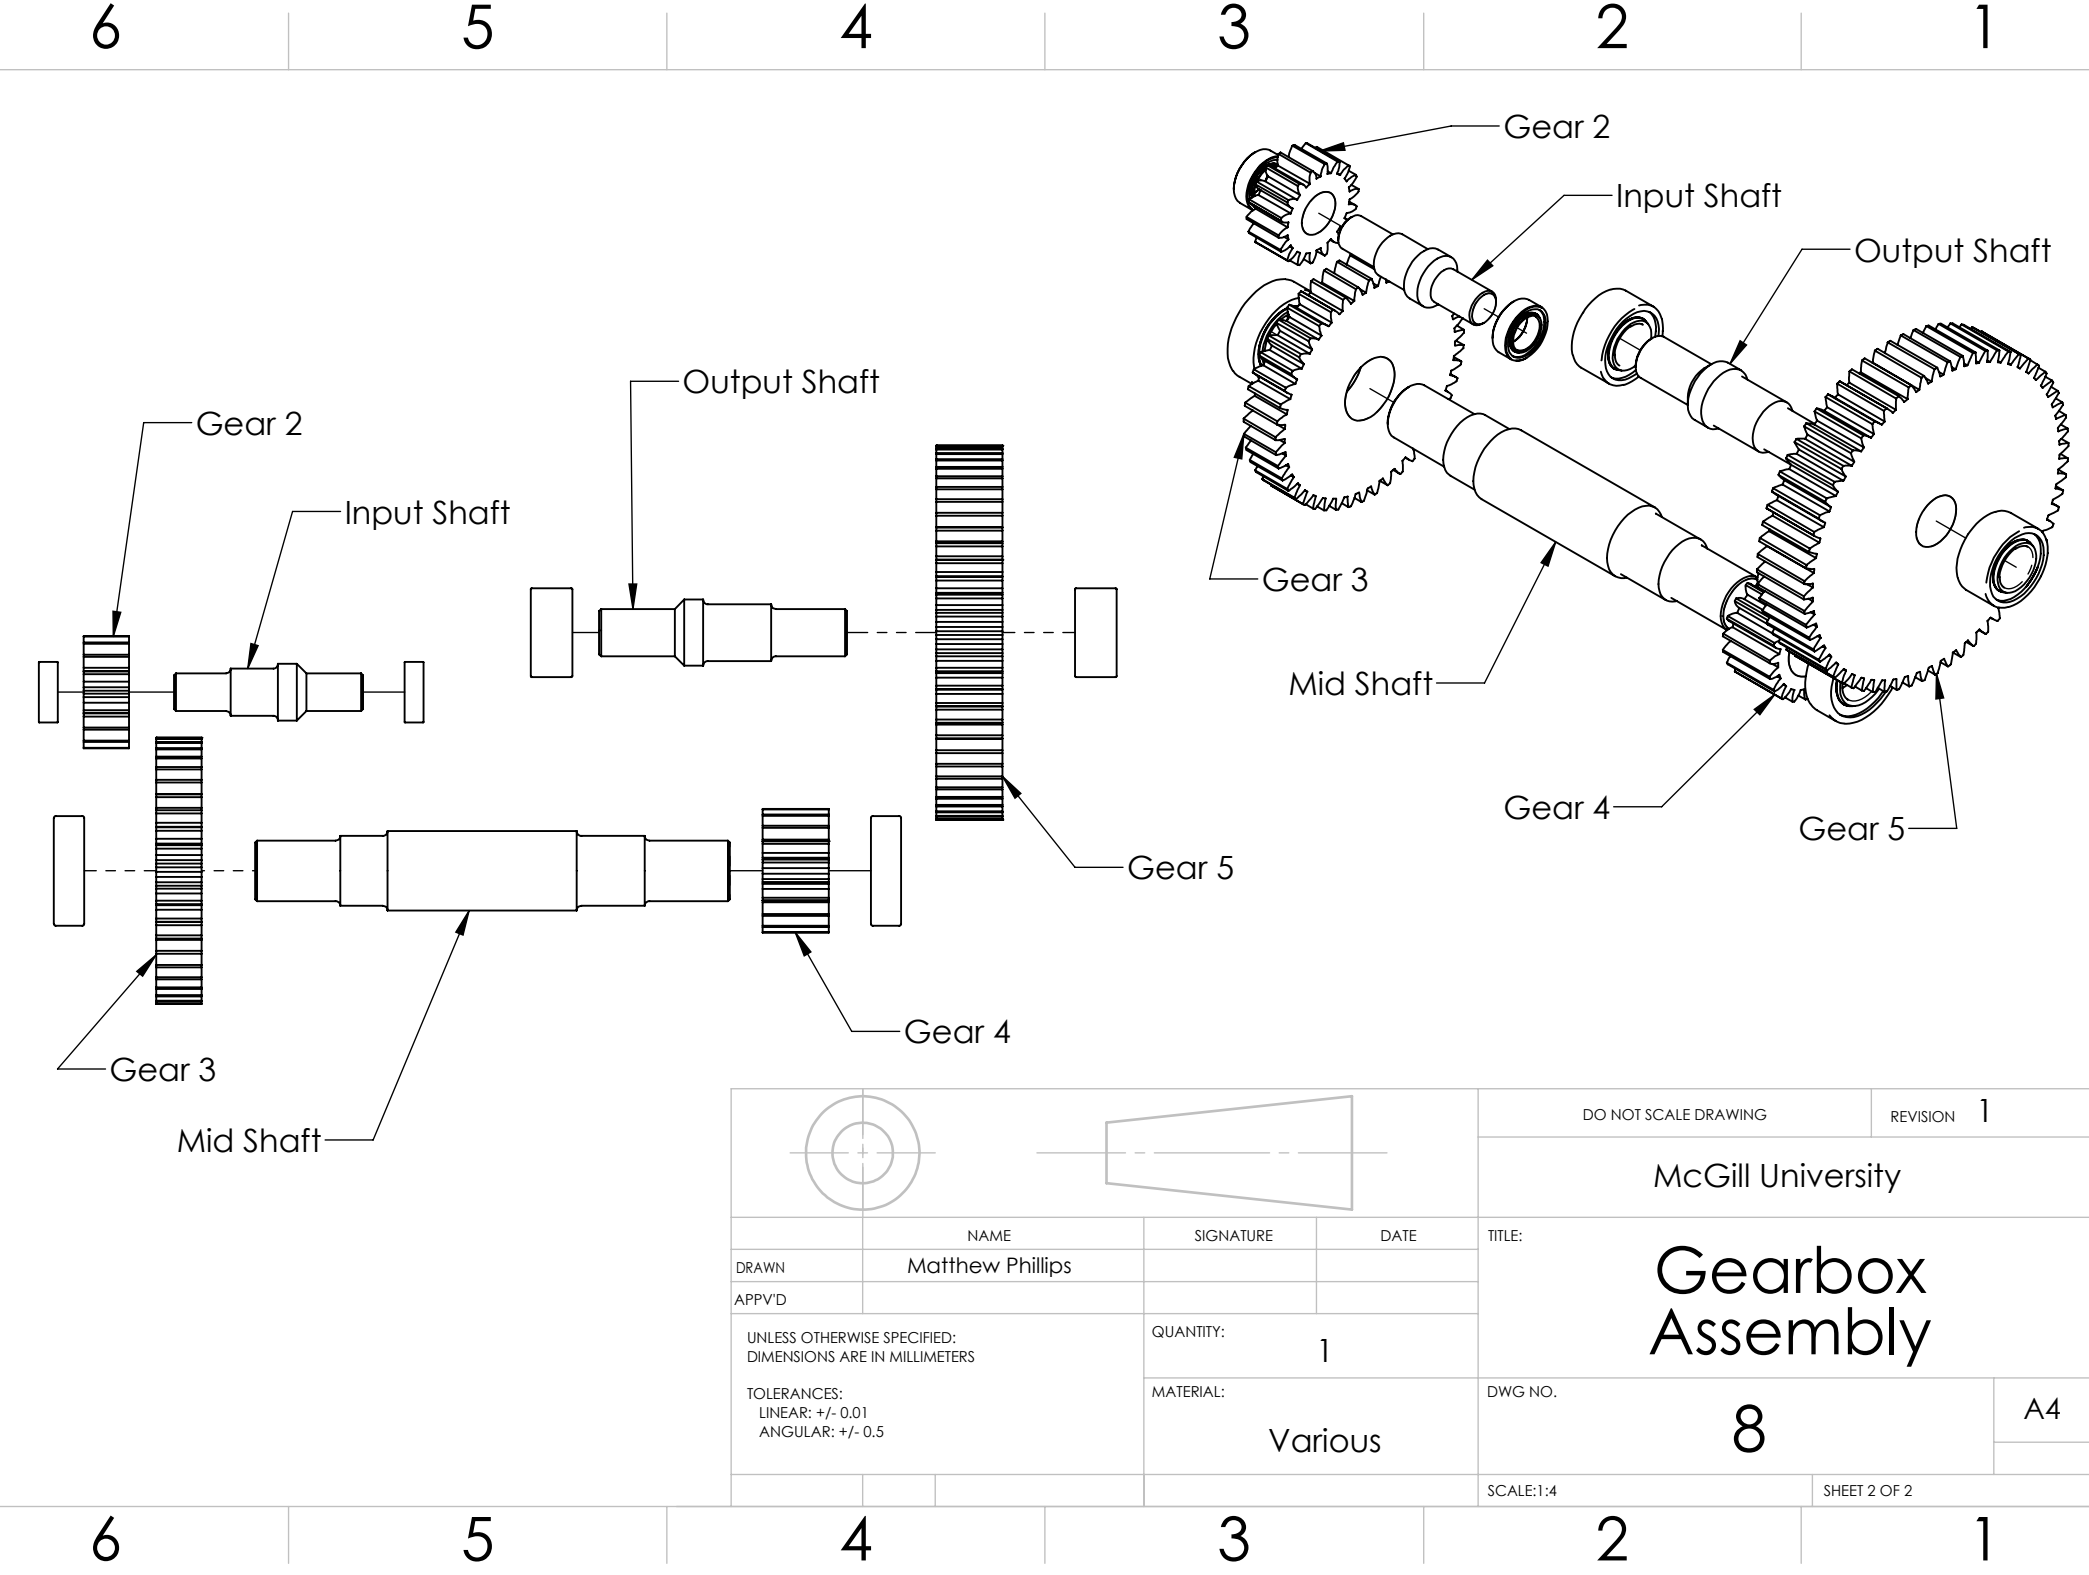 6 5 4 3 2 1
Gear 2
Input Shaft
Output Shaft
Gear 3
Mid Shaft
Gear 4
Gear 5
Output Shaft
Gear 2
Input Shaft
Gear 5
Gear 4
Gear 3
Mid Shaft
DO NOT SCALE DRAWING
REVISION 1
McGill University
NAME SIGNATURE DATE
DRAWN Matthew Phillips
APPV'D
TITLE:
Gearbox
Assembly
UNLESS OTHERWISE SPECIFIED:
DIMENSIONS ARE IN MILLIMETERS
TOLERANCES:
LINEAR: +/- 0.01
ANGULAR: +/- 0.5
QUANTITY:
1
MATERIAL:
Various
DWG NO.
8
A4
SCALE:1:4
SHEET 2 OF 2
6 5 4 3 2 1